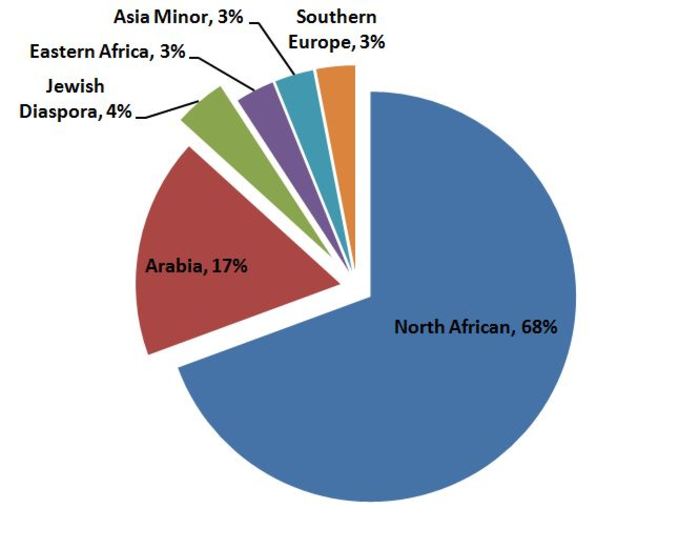 Asia Minor, 3%
Southern
Europe, 3%
Eastern Africa, 3%
Jewish
Diaspora, 4%
Arabia, 17%
North African, 68%